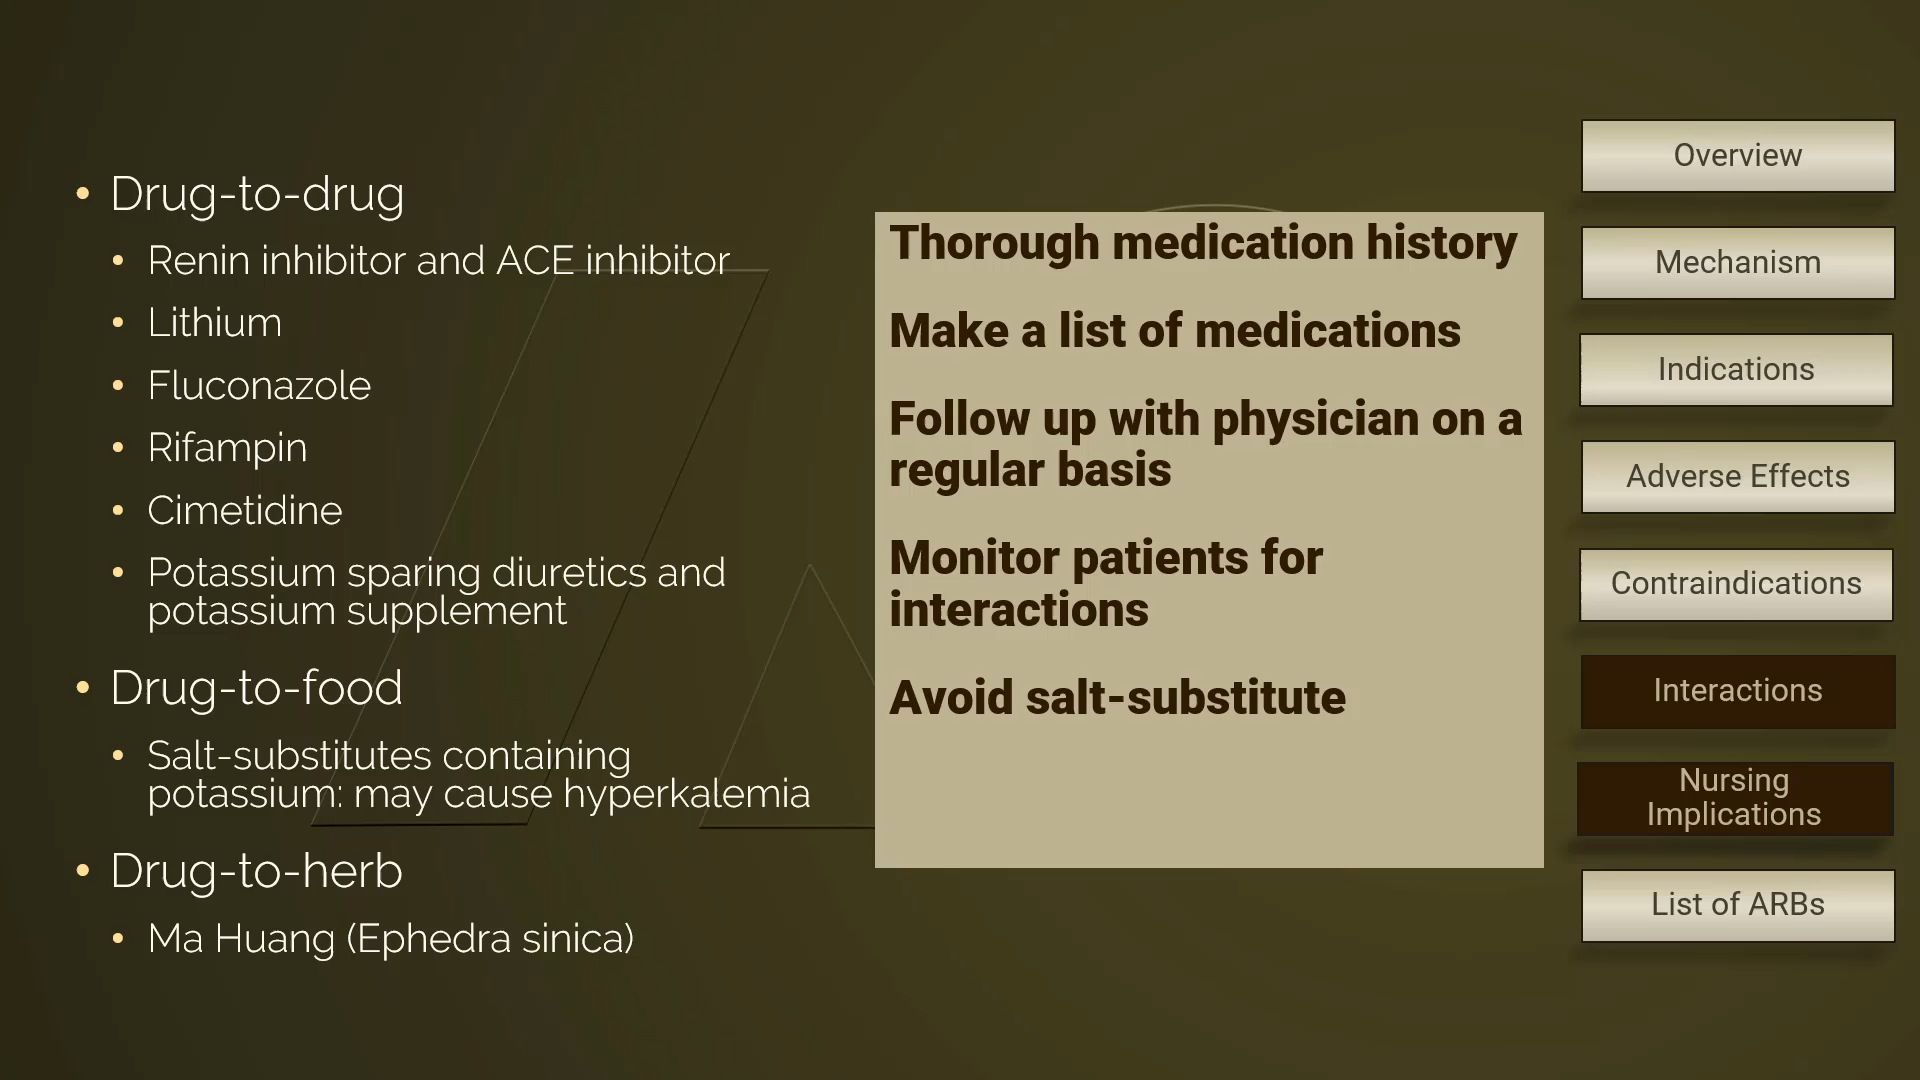 Drug-to-drug
Renin inhibitor and ACE inhibitor
Lithium
Fluconazole
Rifampin
Cimetidine
Potassium sparing diuretics and
potassium supplement
Drug-to-food
Salt-substitutes containing
potassium: may cause hyperkalemia
Drug-to-herb
Ma Huang (Ephedra sinica)
Thorough medication history
Make a list of medications
Follow up with physician on a
regular basis
Monitor patients for
interactions
Avoid salt-substitute
Overview
Mechanism
Indications
Adverse Effects
Contraindications
Interactions
Nursing
Implications
List of ARBs